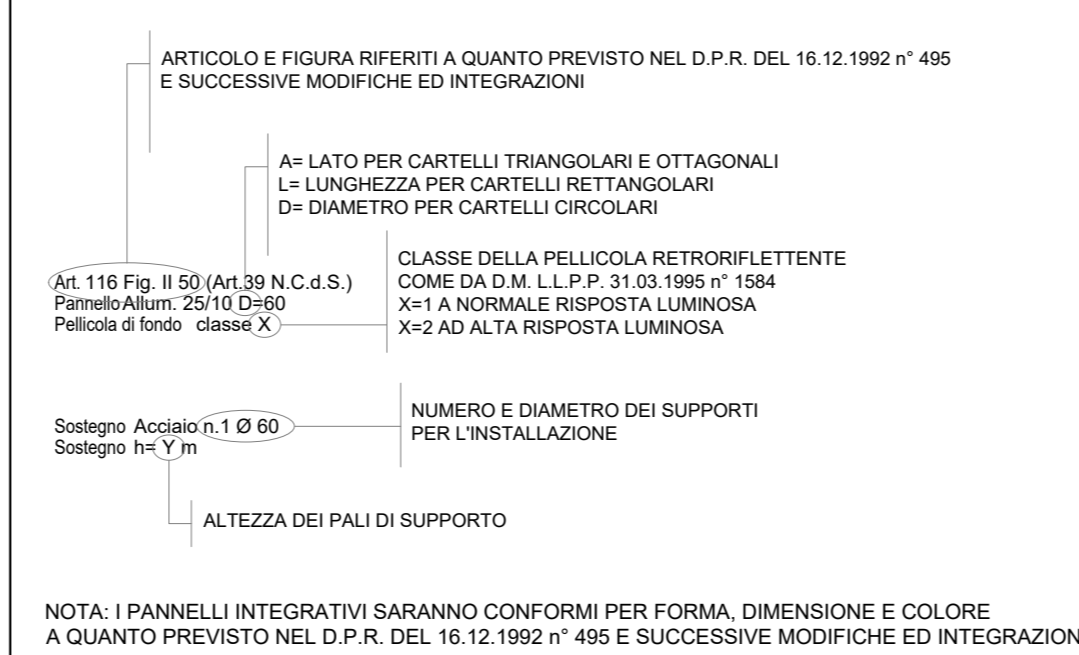 ARTICOLO E FIGURA RIFERITI A QUANTO PREVISTO NEL D.P.R. DEL 16.12.1992 n° 495
E SUCCESSIVE MODIFICHE ED INTEGRAZIONI
A= LATO PER CARTELLI TRIANGOLARI E OTTAGONALI
L= LUNGHEZZA PER CARTELLI RETTANGOLARI
D= DIAMETRO PER CARTELLI CIRCOLARI
CLASSE DELLA PELLICOLA RETRORIFLETTENTE
COME DA D.M. L.L.P.P. 31.03.1995 n° 1584
X=1 A NORMALE RISPOSTA LUMINOSA
X=2 AD ALTA RISPOSTA LUMINOSA
Art. 116 Fig. II 50 (Art.39 N.C.d.S.)
Pannello Allum. 25/10 D=60
Pellicola di fondo classe X
NUMERO E DIAMETRO DEI SUPPORTI
PER L'INSTALLAZIONE
Sostegno Acciaio n.1 Ø 60
Sostegno h= Y m
ALTEZZA DEI PALI DI SUPPORTO
NOTA: I PANNELLI INTEGRATIVI SARANNO CONFORMI PER FORMA, DIMENSIONE E COLORE
A QUANTO PREVISTO NEL D.P.R. DEL 16.12.1992 n° 495 E SUCCESSIVE MODIFICHE ED INTEGRAZION